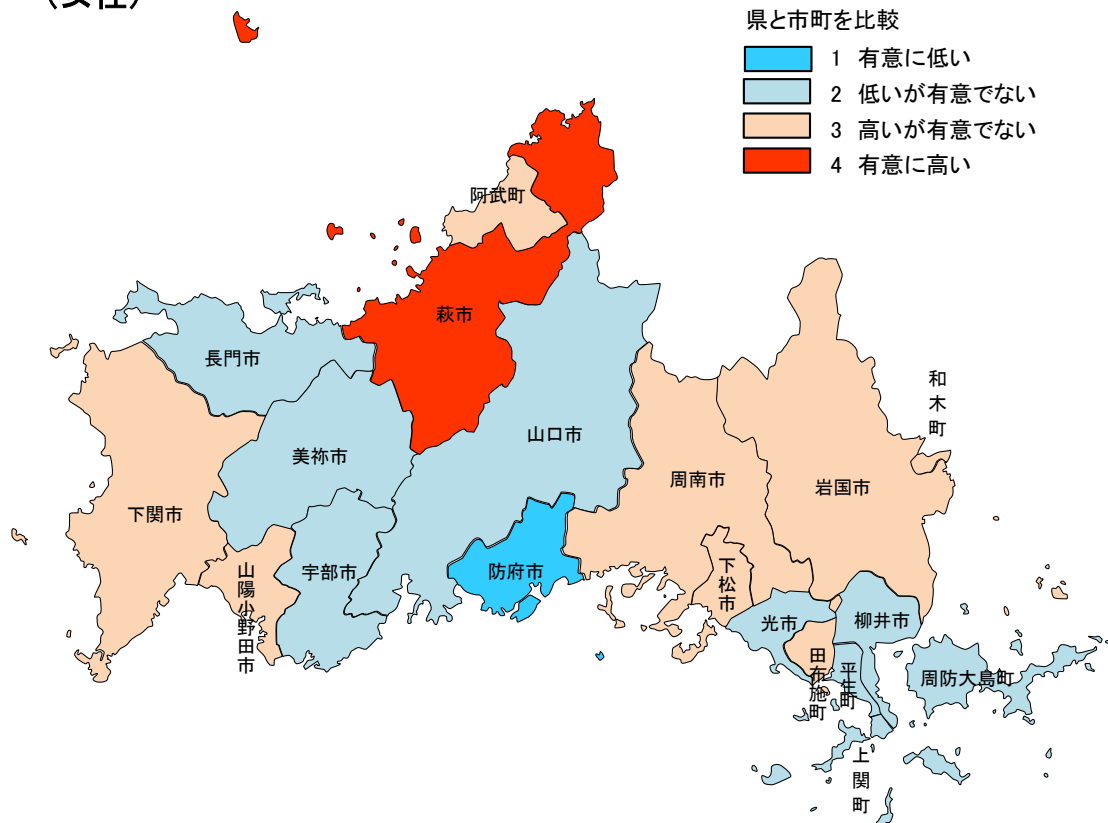 （女性）
県と市町を比較
1 有意に低い
2 低いが有意でない
3 高いが有意でない
4 有意に高い
阿武町
萩市
長門市
和木町
山口市
美祢市
周南市
岩国市
下関市
宇部市
防府市
山陽小野田市
下松市
光市
柳井市
田布施町
平生町
周防大島町
上関町